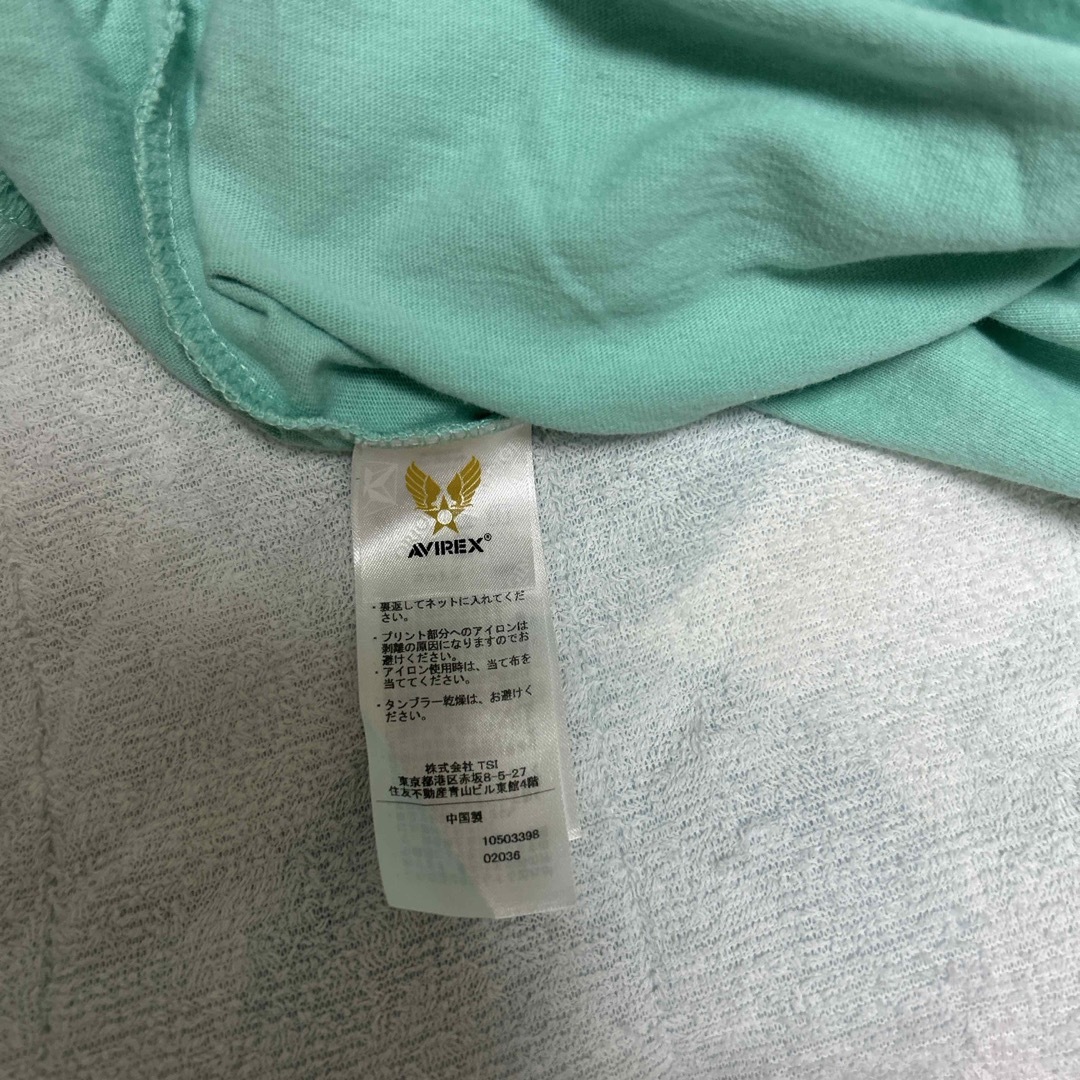 AVIREX®
・裏返してネットに入れてくだ
さい。
・プリント部分へのアイロンは
剥離の原因になりますのでお
避けください。
・アイロン使用時は、当て布を
当ててください。
・タンブラー乾燥は、お避けく
ださい。
株式会社 TSI
東京都港区赤坂8-5-27
住友不動産青山ビル東館4階
中国製
10503398
02036